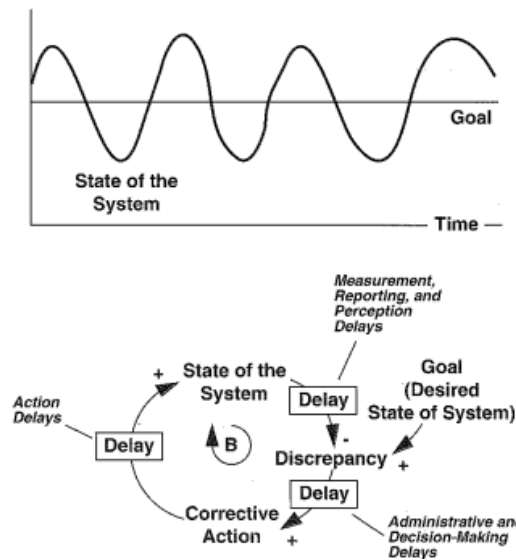 Goal
State of the
System
Time
Measurement,
Reporting, and
Perception
Delays
+
State of the
System
Goal
(Desired
State of System)
Action
Delays
Delay
-
Delay
B
Discrepancy
+
Delay
Corrective
Action
+
Administrative and
Decision-Making
Delays